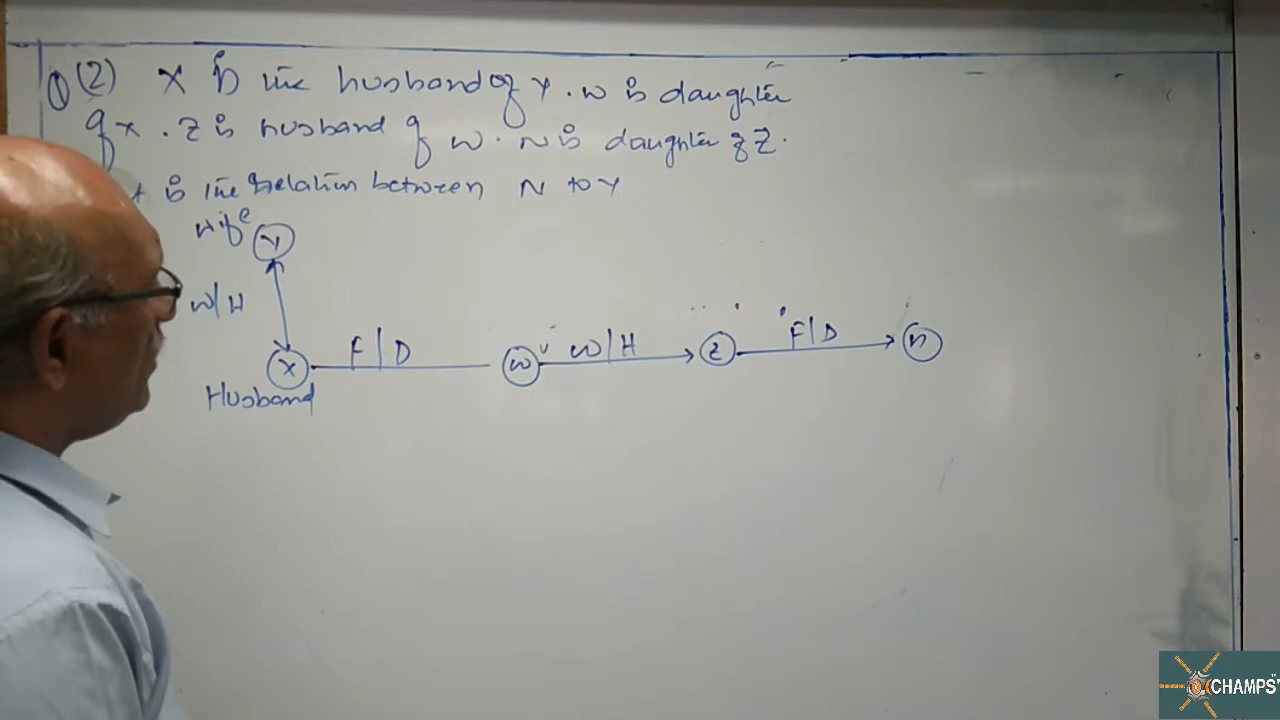 Q(2) X is the husband of Y. W is daughter
of X. Z is husband of W. N is daughter of Z.
is the relation between N to Y
wife Y
W/H
F/D W/H F/D
X W Z n
Husband
CHAMPS